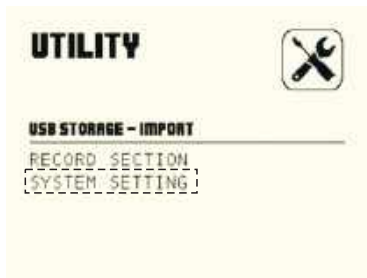 UTILITY
USB STORAGE – IMPORT
RECORD SECTION
SYSTEM SETTING